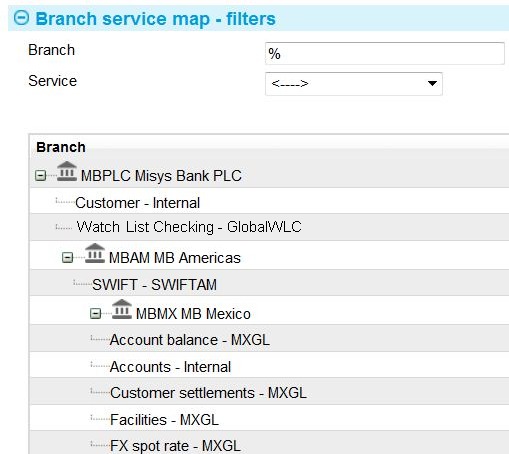 Branch service map - filters
Branch
%
Service
<---->
Branch
MBPLC Misys Bank PLC
Customer - Internal
Watch List Checking - GlobalWLC
MBAM MB Americas
SWIFT - SWIFTAM
MBMX MB Mexico
Account balance - MXGL
Accounts - Internal
Customer settlements - MXGL
Facilities - MXGL
FX spot rate - MXGL